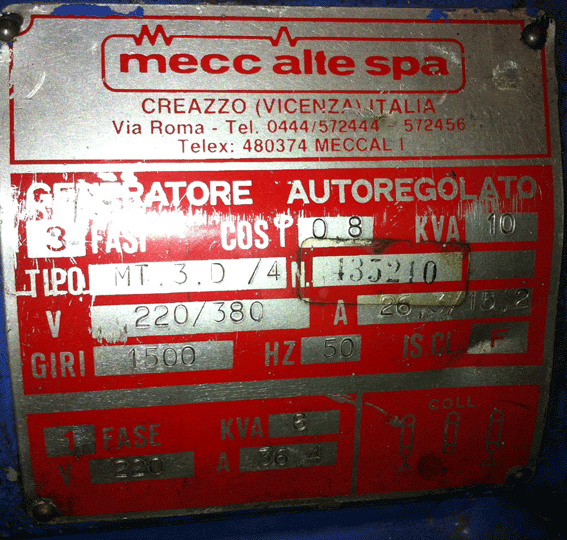 mecc alte spa
CREAZZO (VICENZA) ITALIA
Via Roma - Tel. 0444/572444 - 572456
Telex: 480374 MECCAL I
GENERATORE AUTOREGOLATO
3 FASI COS φ 0.8 KVA 10
TIPO MT.3.D /4 N. 135210
V 220/380 A 26.3/15,2
GIRI 1500 HZ 50 IS.CL. F
1 FASE KVA 6 COLL
V 220 A 36.4